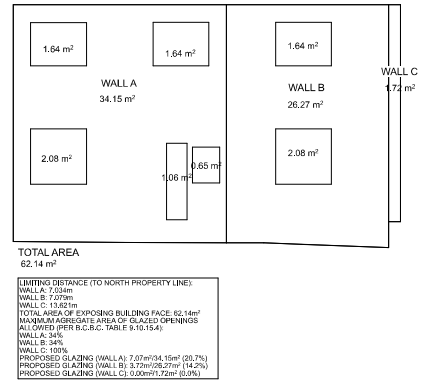 1.64 m²
1.64 m²
1.64 m²
WALL A
34.15 m²
WALL B
26.27 m²
WALL C
1.72 m²
2.08 m²
1.06 m²
0.65 m²
2.08 m²
TOTAL AREA
62.14 m²
LIMITING DISTANCE (TO NORTH PROPERTY LINE):
WALL A: 7.034m
WALL B: 7.079m
WALL C: 13.621m
TOTAL AREA OF EXPOSING BUILDING FACE: 62.14m²
MAXIMUM AGREGATE AREA OF GLAZED OPENINGS
ALLOWED (PER B.C.B.C. TABLE 9.10.15.4):
WALL A: 34%
WALL B: 34%
WALL C: 100%
PROPOSED GLAZING (WALL A): 7.07m²/34.15m² (20.7%)
PROPOSED GLAZING (WALL B): 3.72m²/26.27m² (14.2%)
PROPOSED GLAZING (WALL C): 0.00m²/1.72m² (0.0%)